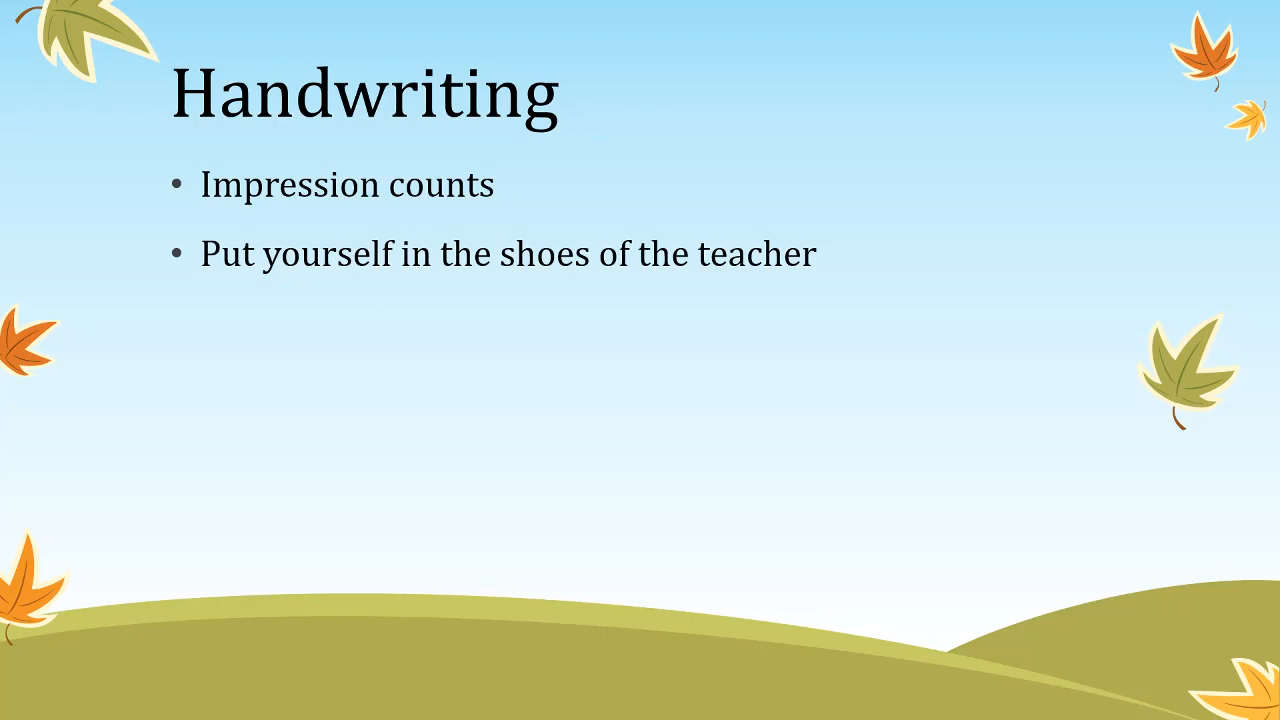 Handwriting
• Impression counts
• Put yourself in the shoes of the teacher